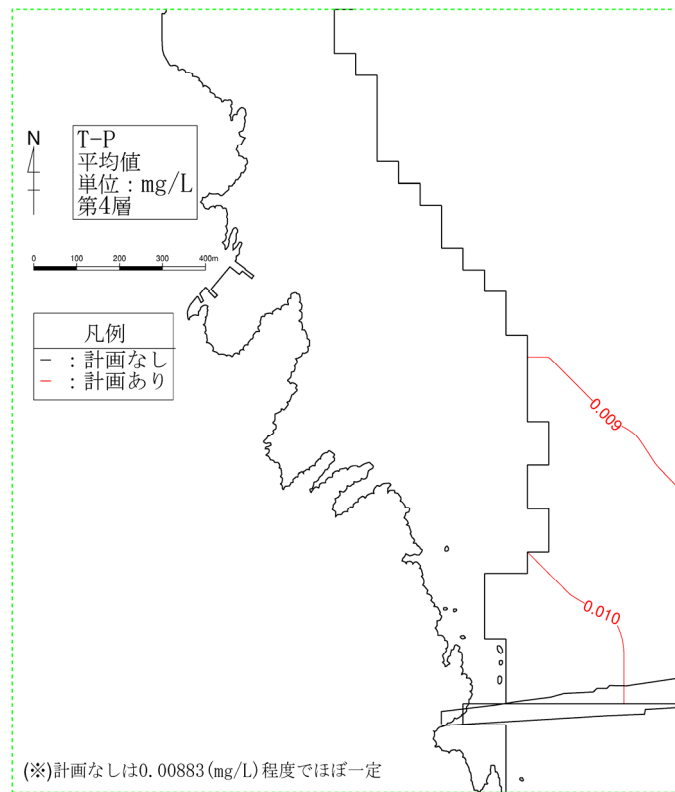 N
T-P
平均値
単位：mg/L
第4層
0 100 200 300 400m
凡例
− ：計画なし
− ：計画あり
0.009
0.010
(※)計画なしは0.00883(mg/L)程度でほぼ一定